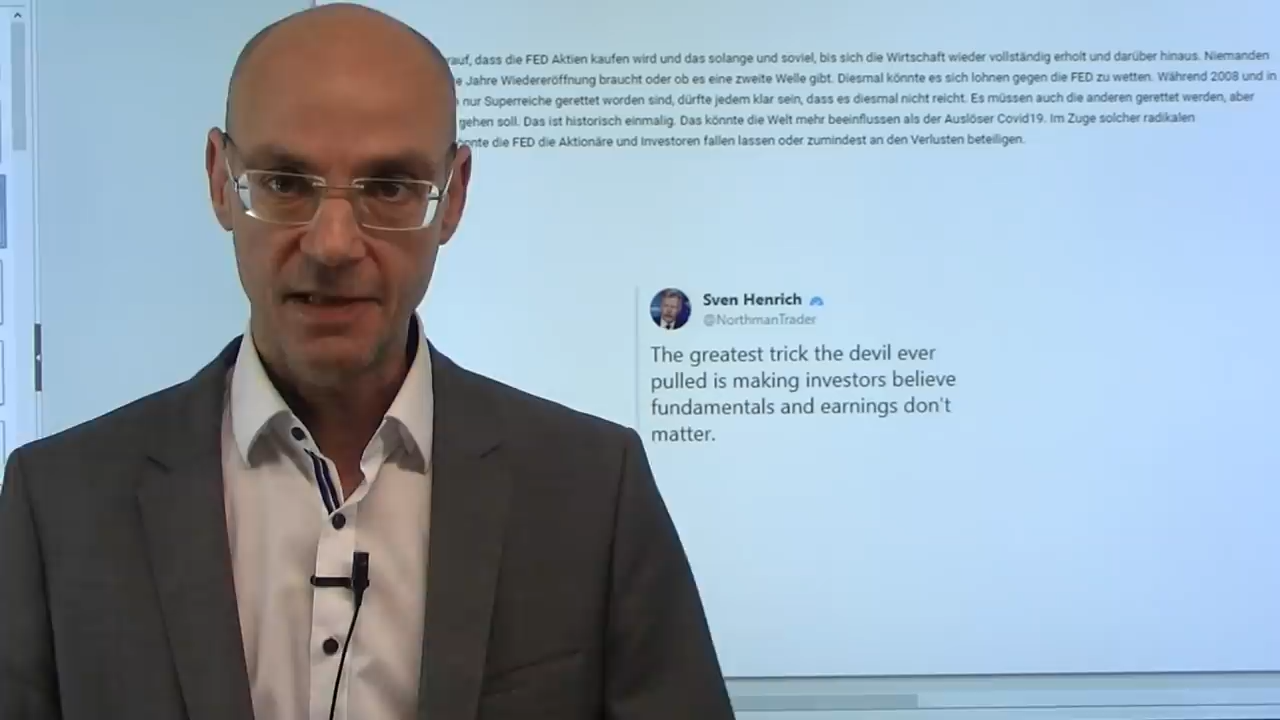 rauf, dass die FED Aktien kaufen wird und das solange und soviel, bis sich die Wirtschaft wieder vollständig erholt und darüber hinaus. Niemanden
e Jahre Wiedereröffnung braucht oder ob es eine zweite Welle gibt. Diesmal könnte es sich lohnen gegen die FED zu wetten. Während 2008 und in
nur Superreiche gerettet worden sind, dürfte jedem klar sein, dass es diesmal nicht reicht. Es müssen auch die anderen gerettet werden, aber
gehen soll. Das ist historisch einmalig. Das könnte die Welt mehr beeinflussen als der Auslöser Covid19. Im Zuge solcher radikalen
nnte die FED die Aktionäre und Investoren fallen lassen oder zumindest an den Verlusten beteiligen.
Sven Henrich
@NorthmanTrader
The greatest trick the devil ever
pulled is making investors believe
fundamentals and earnings don't
matter.